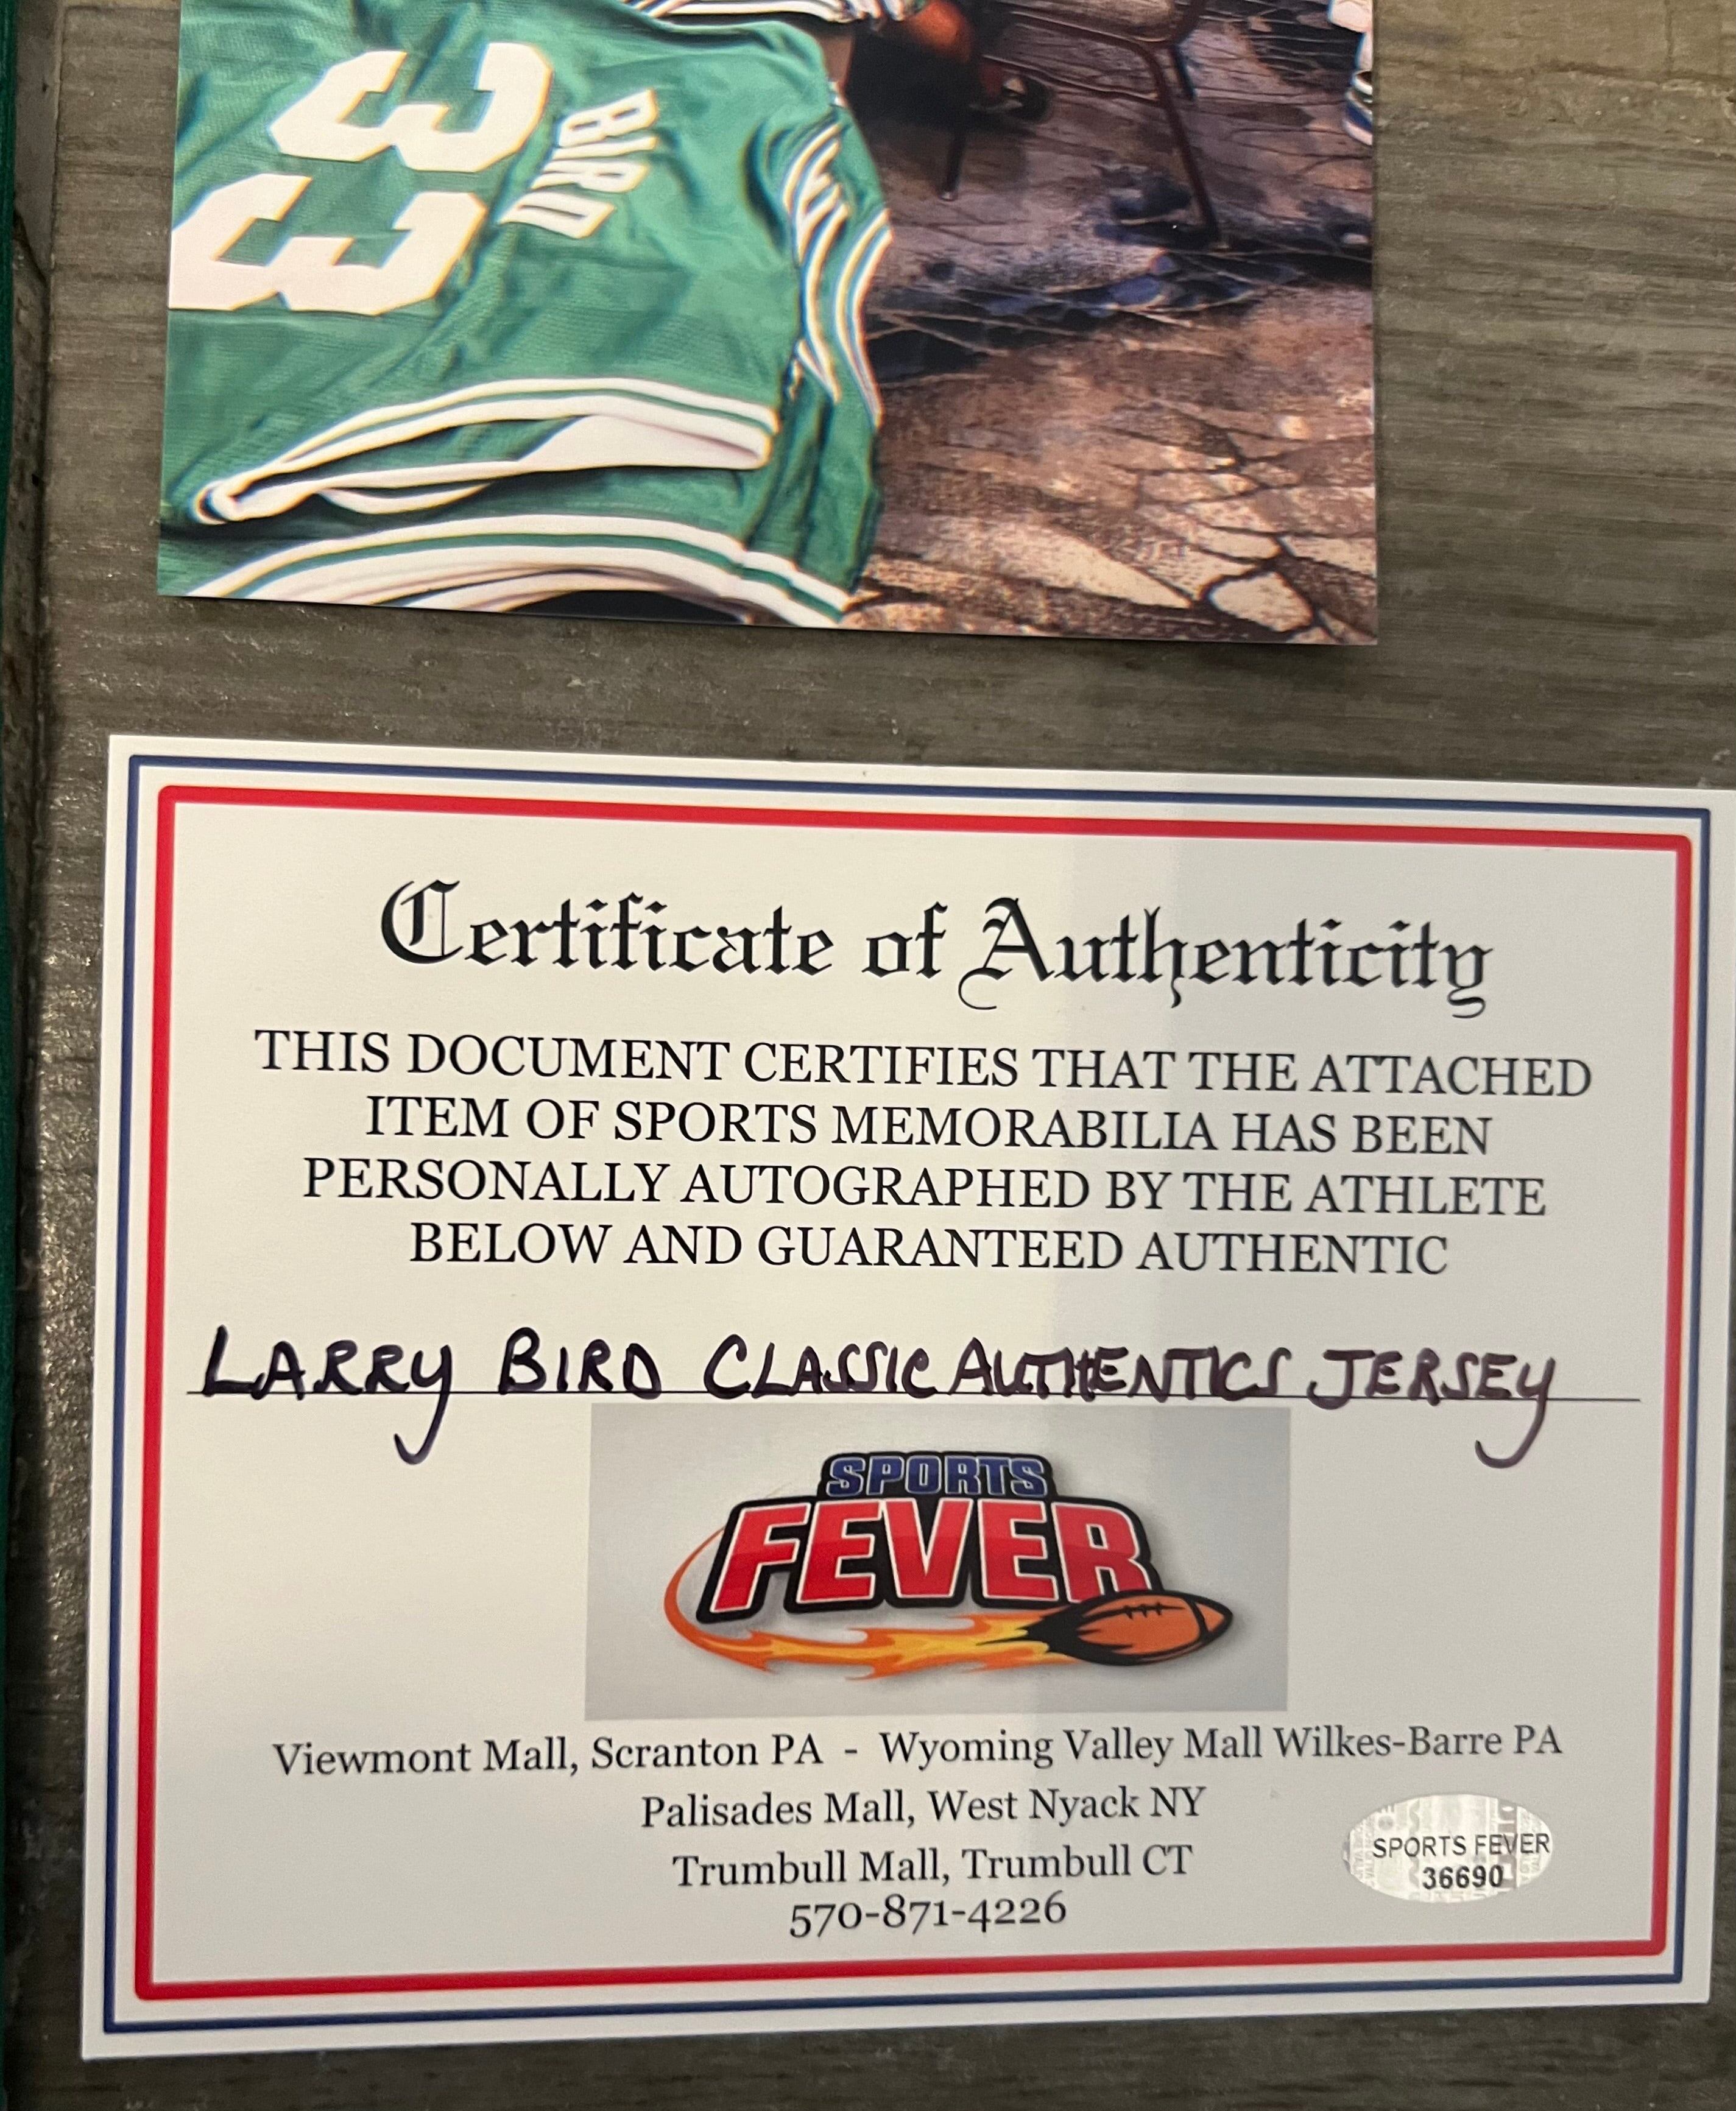 33
BIRD
Certificate of Authenticity
THIS DOCUMENT CERTIFIES THAT THE ATTACHED
ITEM OF SPORTS MEMORABILIA HAS BEEN
PERSONALLY AUTOGRAPHED BY THE ATHLETE
BELOW AND GUARANTEED AUTHENTIC
LARRY BIRD CLASSIC AUTHENTICS JERSEY
SPORTS
FEVER
Viewmont Mall, Scranton PA - Wyoming Valley Mall Wilkes-Barre PA
Palisades Mall, West Nyack NY
Trumbull Mall, Trumbull CT
570-871-4226
SPORTS FEVER
36690